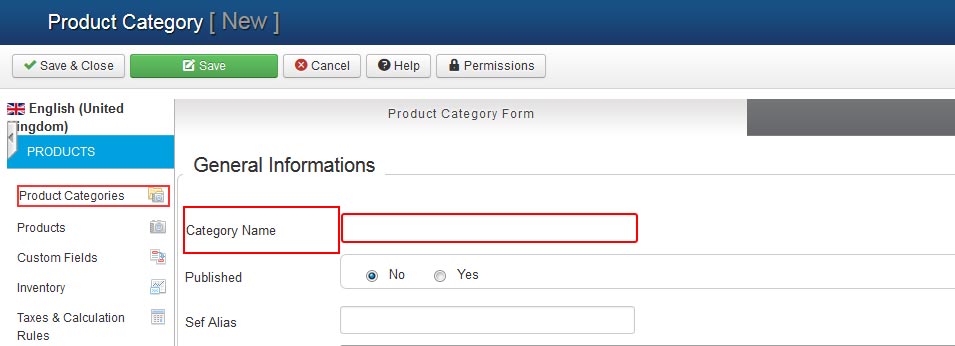 Product Category [ New ]
Save & Close
Save
Cancel
Help
Permissions
English (United
ingdom)
PRODUCTS
Product Categories
Products
Custom Fields
Inventory
Taxes & Calculation
Rules
Product Category Form
General Informations
Category Name
Published
No
Yes
Sef Alias